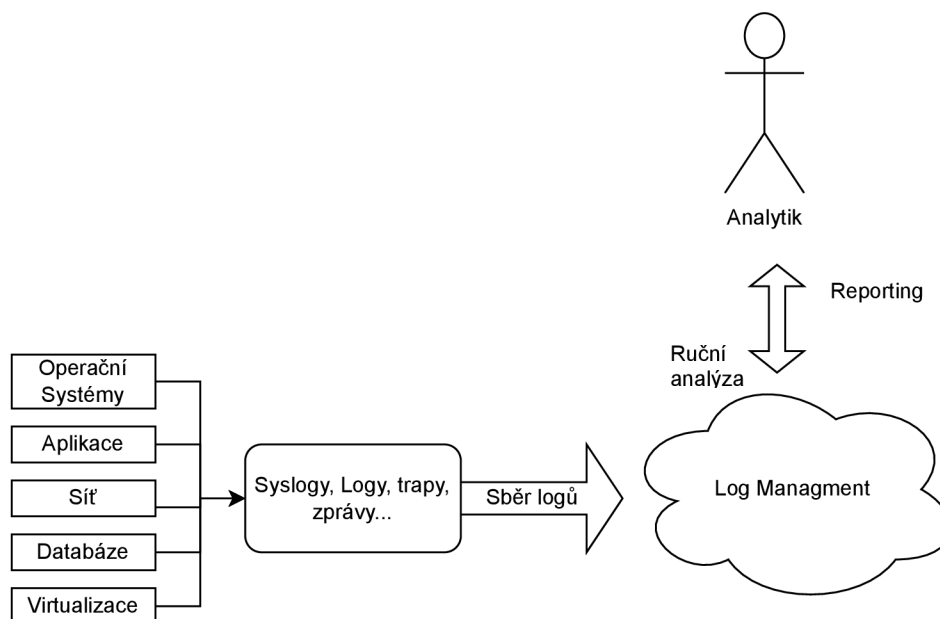 Analytik
Reporting
Ruční
analýza
Operační
Systémy
Aplikace
Síť
Databáze
Virtualizace
Syslogy, Logy, trapy,
zprávy...
Sběr logů
Log Managment